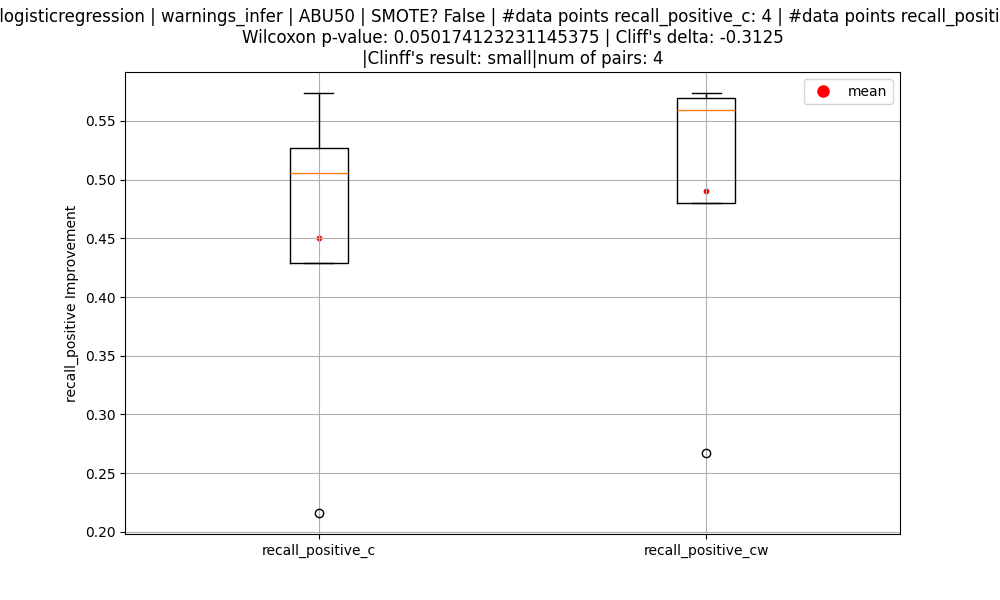 logisticregression | warnings_infer | ABU50 | SMOTE? False | #data points recall_positive_c: 4 | #data points
Wilcoxon p-value: 0.050174123231145375 | Cliff's delta: -0.3125
|Clinff's result: small|num of pairs: 4
mean
recall_positive Improvement
0.55
0.50
0.45
0.40
0.35
0.30
0.25
0.20
recall_positive_c
recall_positive_cw